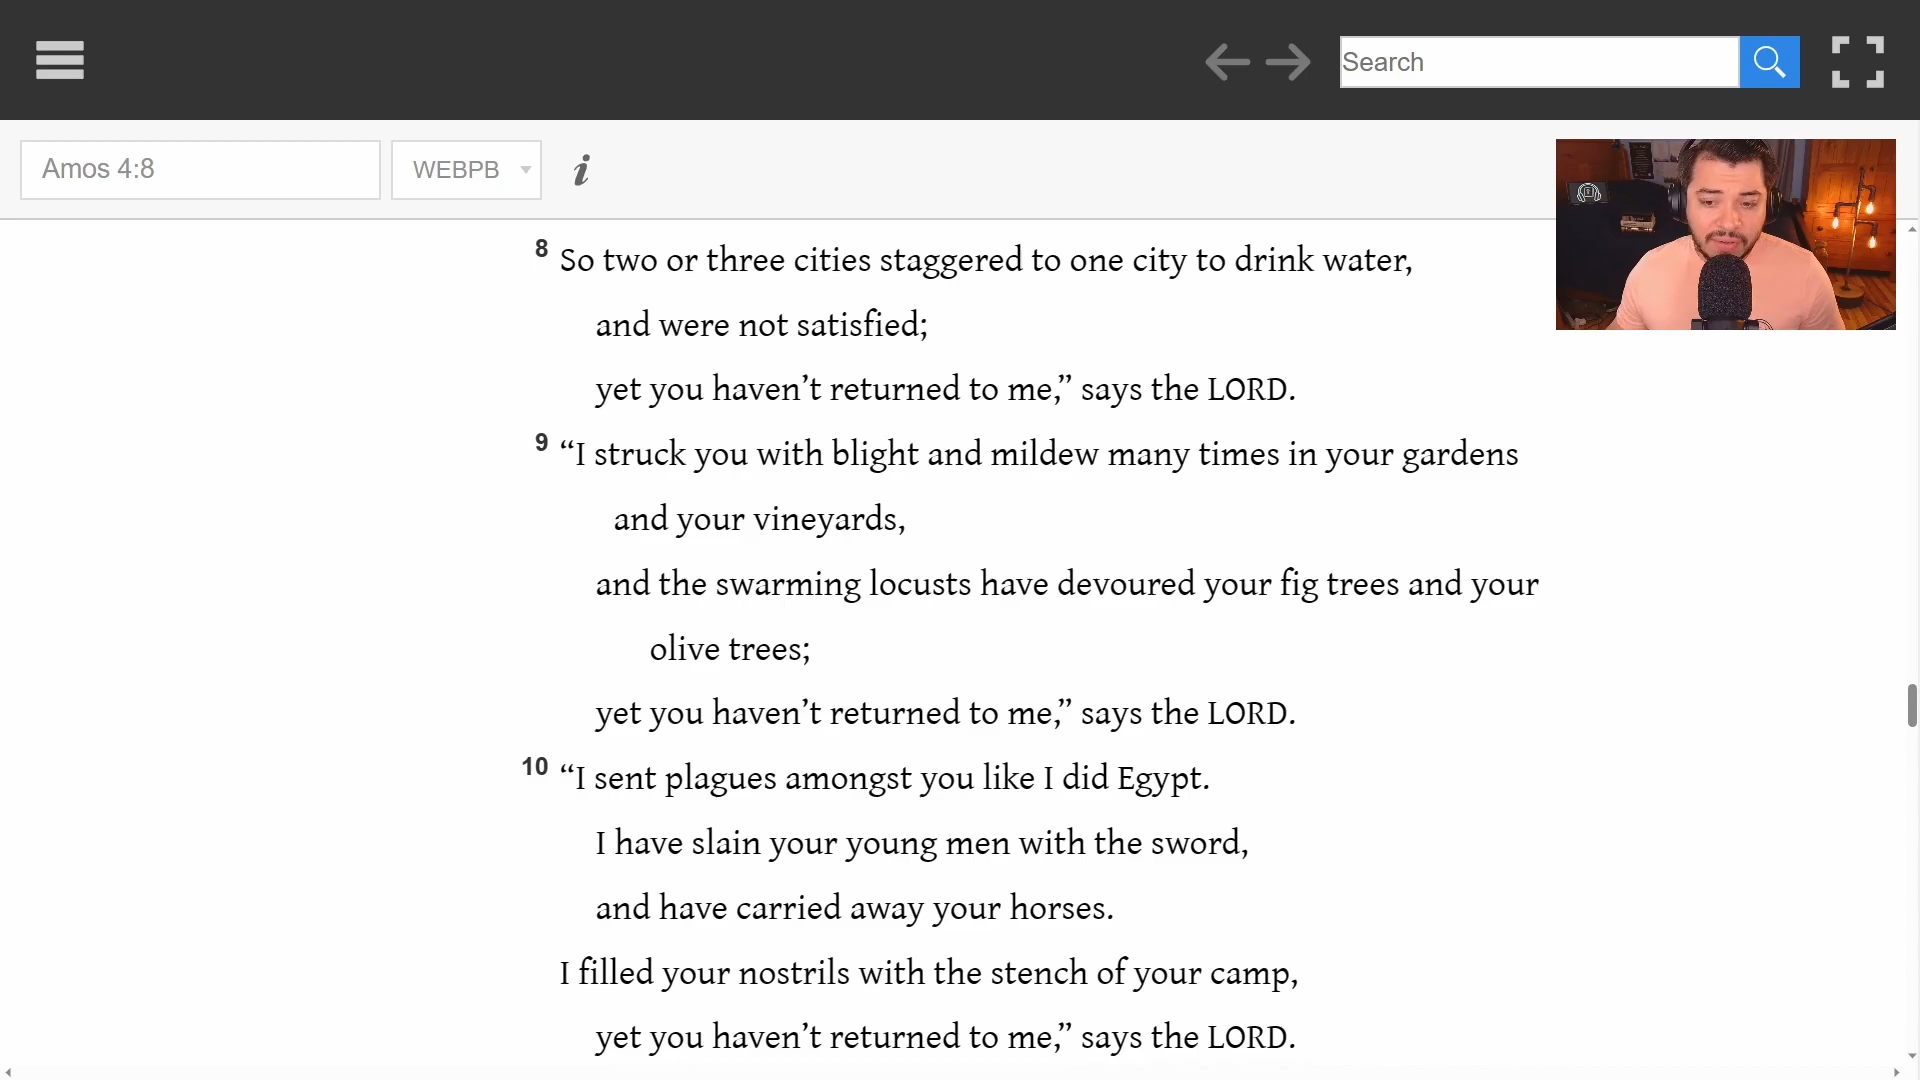 Search
Amos 4:8
WEBPB
i
8 So two or three cities staggered to one city to drink water,
and were not satisfied;
yet you haven’t returned to me,” says the LORD.
9 “I struck you with blight and mildew many times in your gardens
and your vineyards,
and the swarming locusts have devoured your fig trees and your
olive trees;
yet you haven’t returned to me,” says the LORD.
10 “I sent plagues amongst you like I did Egypt.
I have slain your young men with the sword,
and have carried away your horses.
I filled your nostrils with the stench of your camp,
yet you haven’t returned to me,” says the LORD.